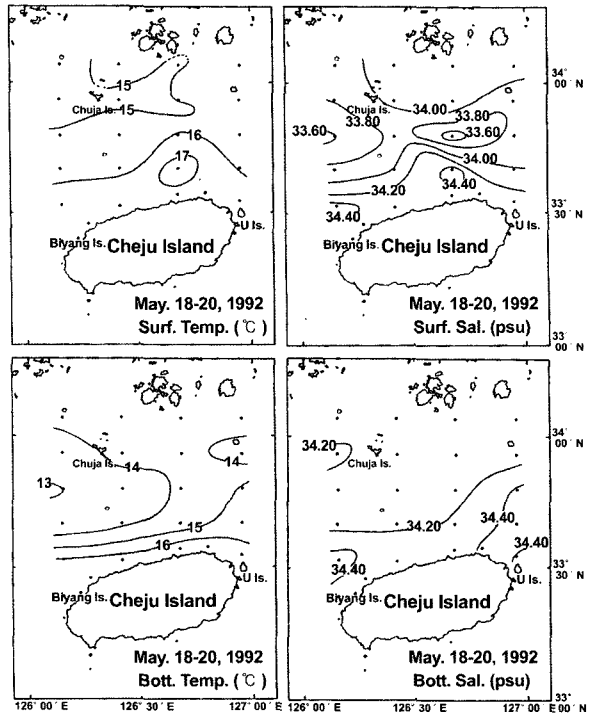 15
Chuja Is.
15
16
17
Biyang Is.
Cheju Island
U Is.
May. 18-20, 1992
Surf. Temp. (℃)
34°
00´ N
Chuja Is.
34.00
33.80
33.80
33.60
33.60
34.00
34.20
34.40
34.40
33°
30´ N
Biyang Is.
Cheju Island
U Is.
May. 18-20, 1992
Surf. Sal. (psu)
33°
00´ N
Chuja Is.
14
14
13
15
16
Biyang Is.
Cheju Island
U Is.
May. 18-20, 1992
Bott. Temp. (℃)
34°
00´ N
34.20
Chuja Is.
34.20
34.40
34.40
34.40
33°
30´ N
Biyang Is.
Cheju Island
U Is.
May. 18-20, 1992
Bott. Sal. (psu)
33°
00´ N
126° 00´ E
127° 00´ E
126° 30´ E
127° 00´ E